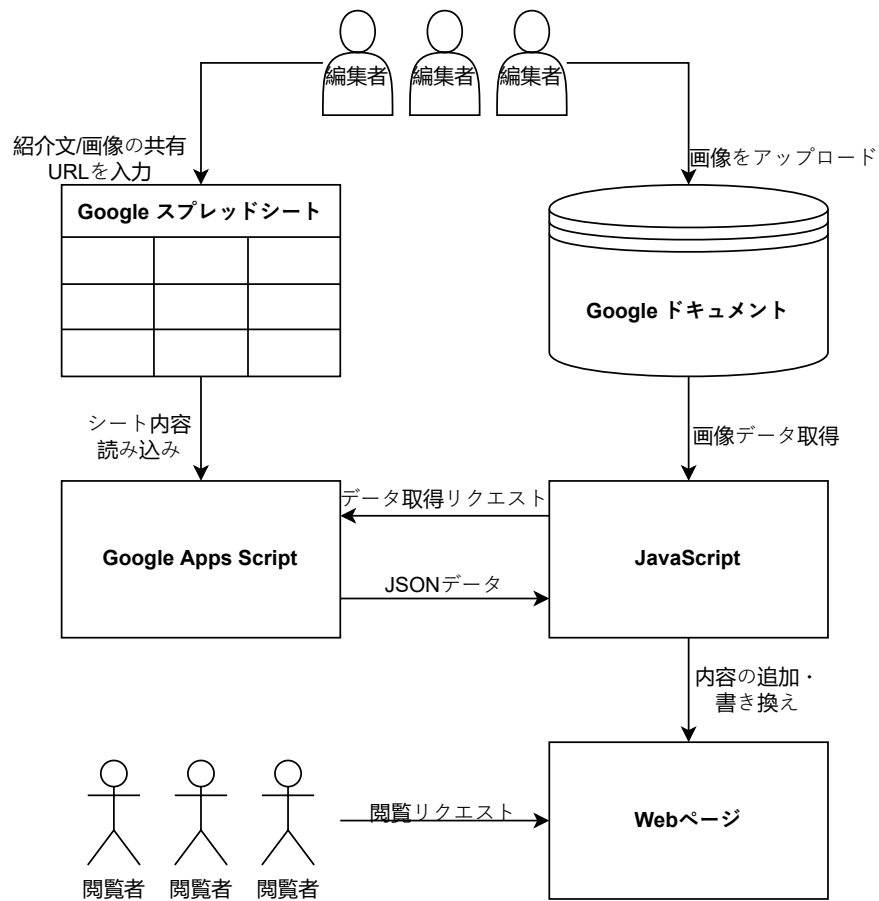 編集者
編集者
編集者
紹介文/画像の共有
URLを入力
画像をアップロード
Google スプレッドシート
Google ドキュメント
シート内容
読み込み
画像データ取得
データ取得リクエスト
Google Apps Script
JavaScript
JSONデータ
内容の追加・
書き換え
閲覧リクエスト
Webページ
閲覧者
閲覧者
閲覧者